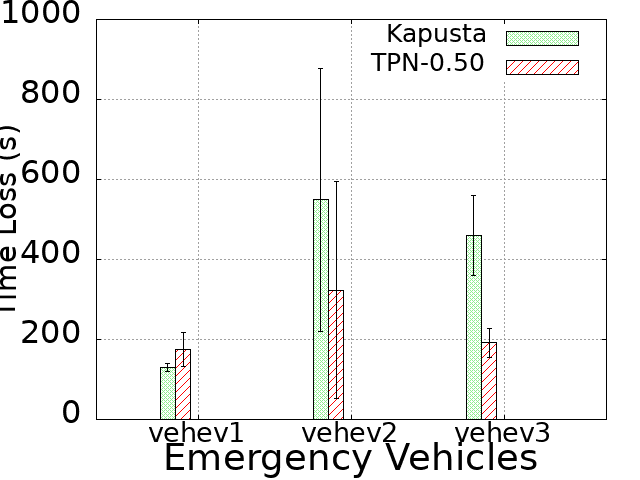 1000
800
600
400
200
0
Time Loss (s)
Kapusta
TPN-0.50
vehev1 vehev2 vehev3
Emergency Vehicles